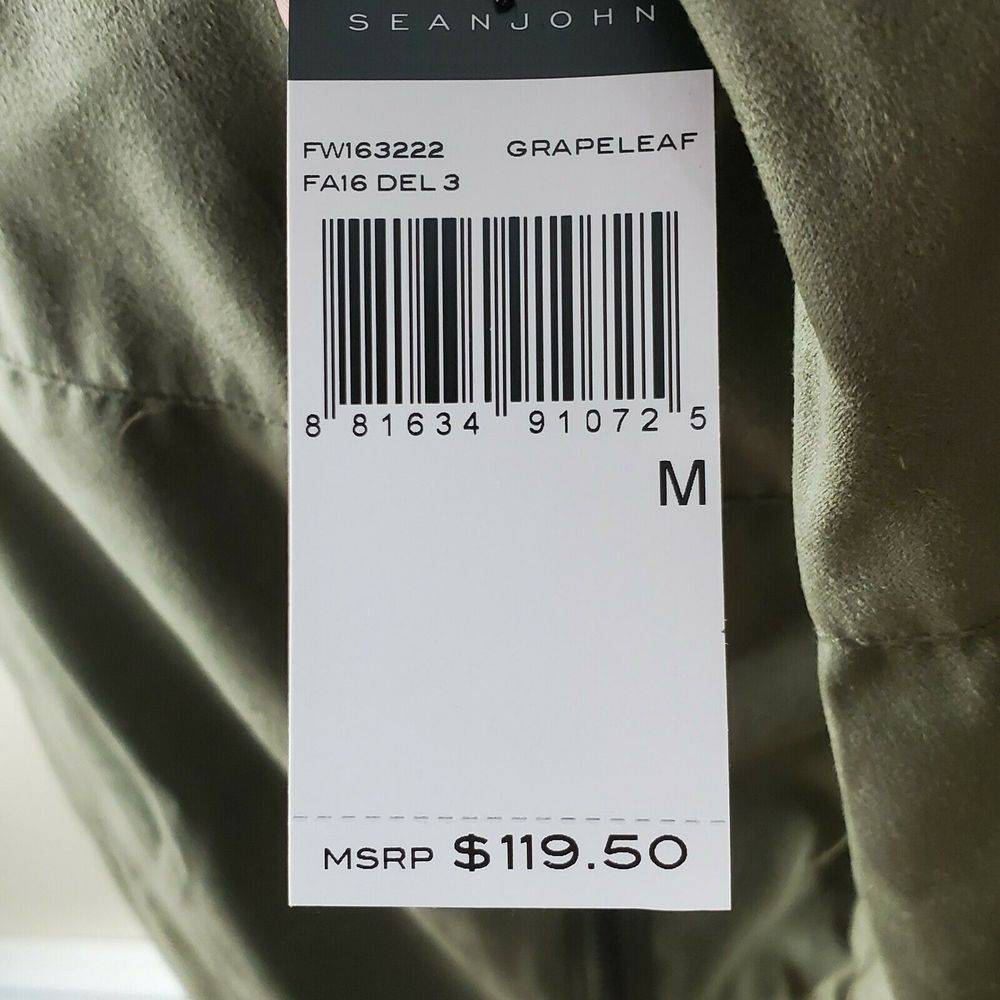 SEANJOHN
FW163222 GRAPELEAF
FA16 DEL 3
8 81634 91072 5
M
MSRP $119.50